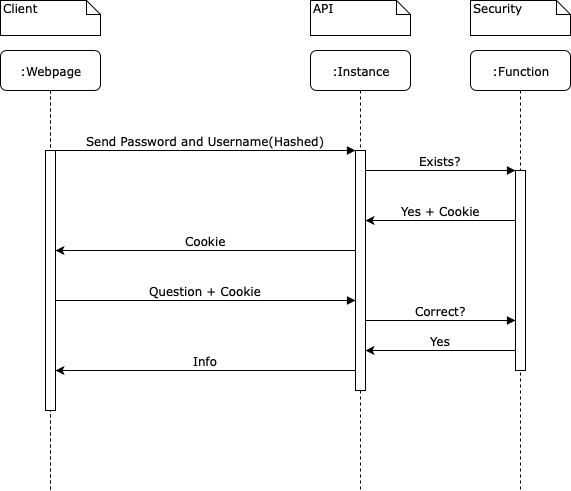 Client
API
Security
:Webpage
:Instance
:Function
Send Password and Username(Hashed)
Exists?
Yes + Cookie
Cookie
Question + Cookie
Correct?
Yes
Info